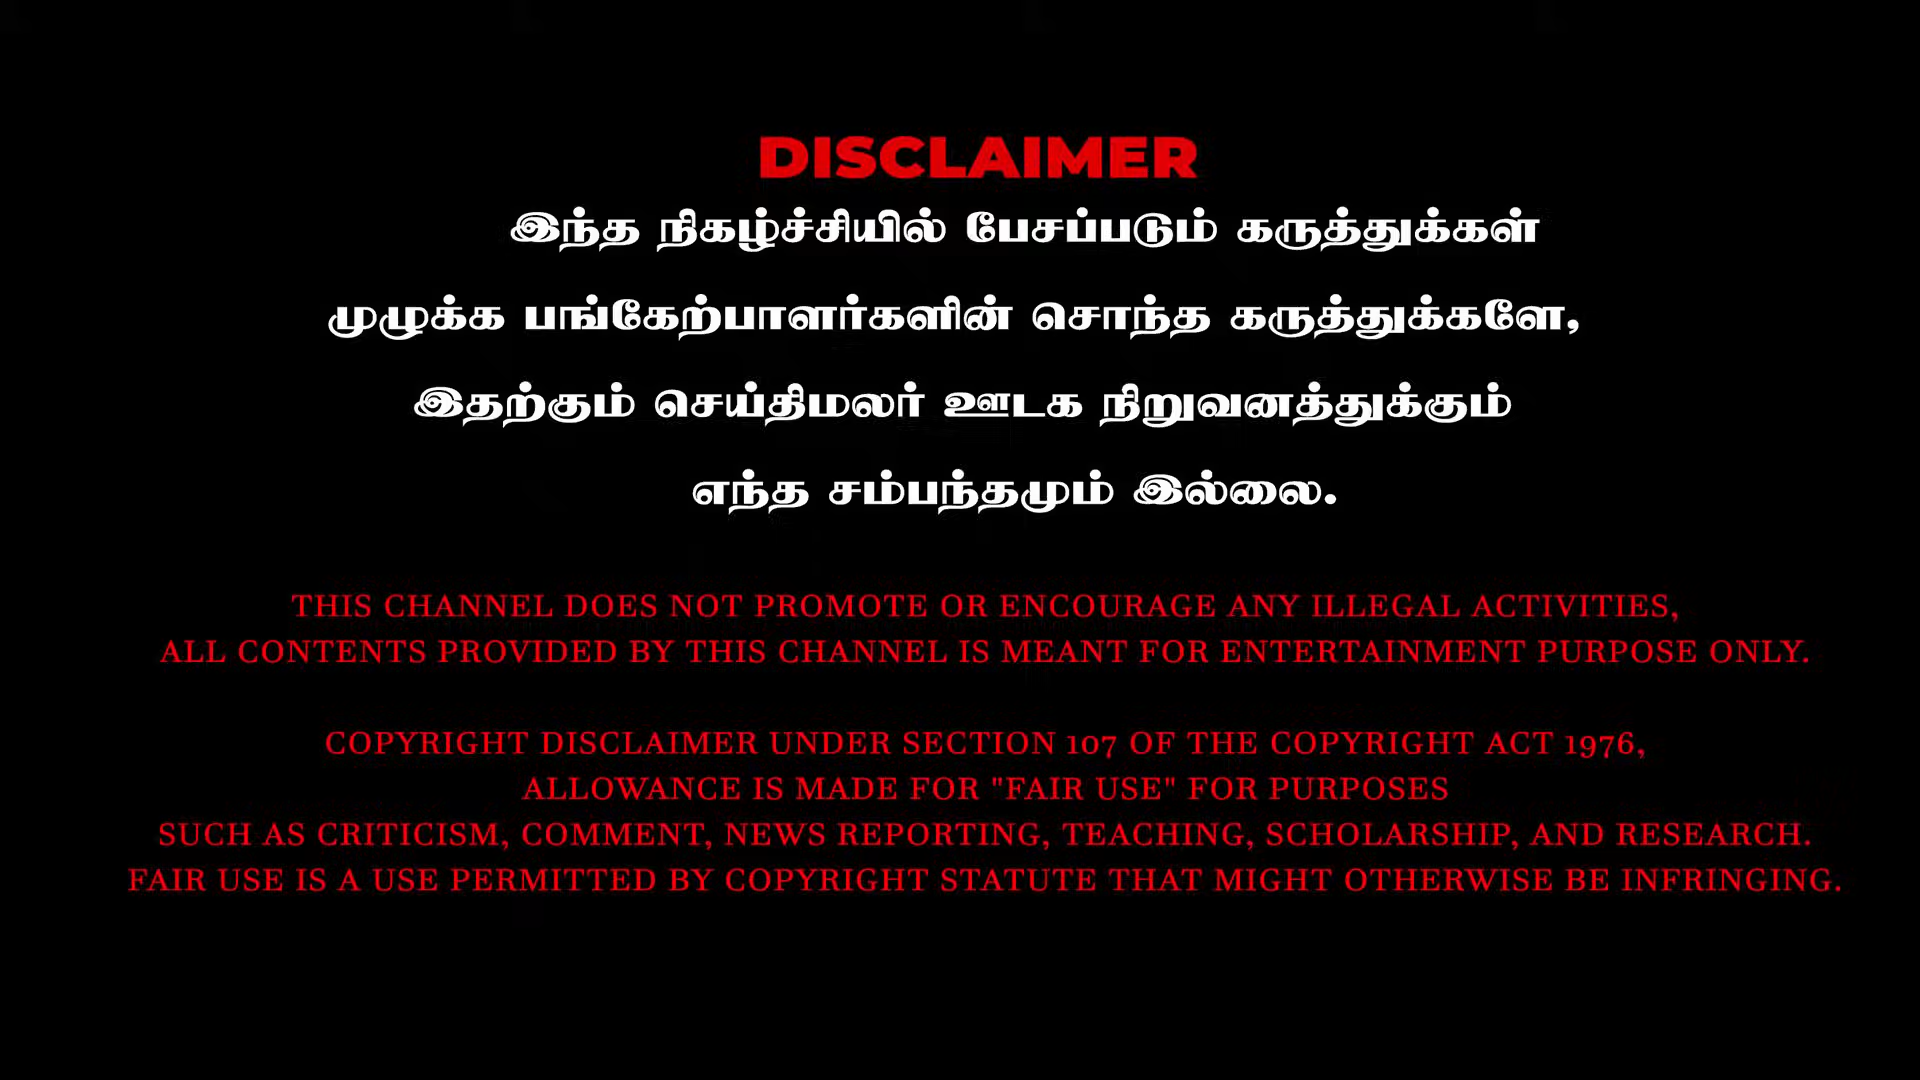 DISCLAIMER
இந்த நிகழ்ச்சியில் பேசப்படும் கருத்துக்கள்
முழுக்க பங்கேற்பாளர்களின் சொந்த கருத்துக்களே,
இதற்கும் செய்திமலர் ஊடக நிறுவனத்துக்கும்
எந்த சம்பந்தமும் இல்லை.
THIS CHANNEL DOES NOT PROMOTE OR ENCOURAGE ANY ILLEGAL ACTIVITIES,
ALL CONTENTS PROVIDED BY THIS CHANNEL IS MEANT FOR ENTERTAINMENT PURPOSE ONLY.
COPYRIGHT DISCLAIMER UNDER SECTION 107 OF THE COPYRIGHT ACT 1976,
ALLOWANCE IS MADE FOR "FAIR USE" FOR PURPOSES
SUCH AS CRITICISM, COMMENT, NEWS REPORTING, TEACHING, SCHOLARSHIP, AND RESEARCH.
FAIR USE IS A USE PERMITTED BY COPYRIGHT STATUTE THAT MIGHT OTHERWISE BE INFRINGING.